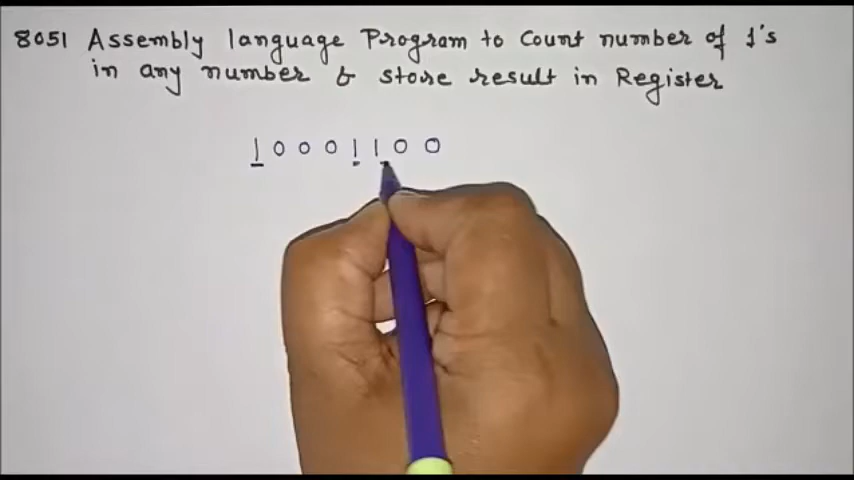 8051 Assembly language Program to Count number of 1's
in any number & store result in Register
10001100